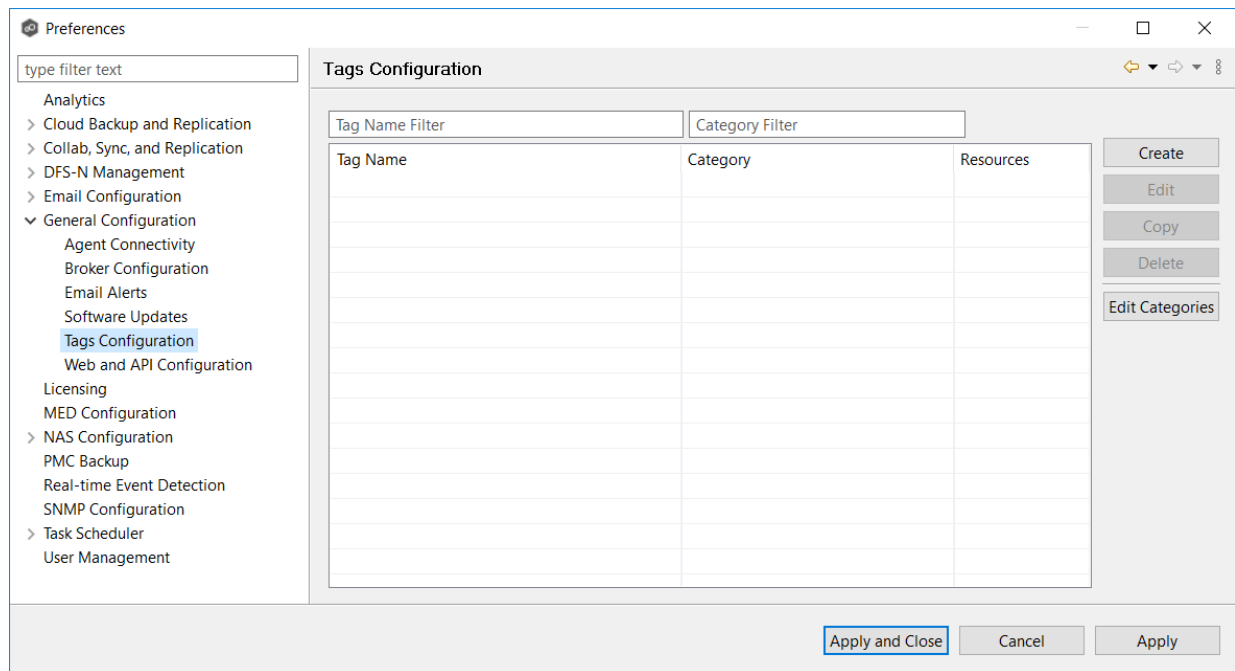 Preferences
type filter text
Analytics
Cloud Backup and Replication
Collab, Sync, and Replication
DFS-N Management
Email Configuration
General Configuration
Agent Connectivity
Broker Configuration
Email Alerts
Software Updates
Tags Configuration
Web and API Configuration
Licensing
MED Configuration
NAS Configuration
PMC Backup
Real-time Event Detection
SNMP Configuration
Task Scheduler
User Management
Tags Configuration
Tag Name Filter Category Filter
Tag Name Category Resources
Create
Edit
Copy
Delete
Edit Categories
Apply and Close Cancel Apply